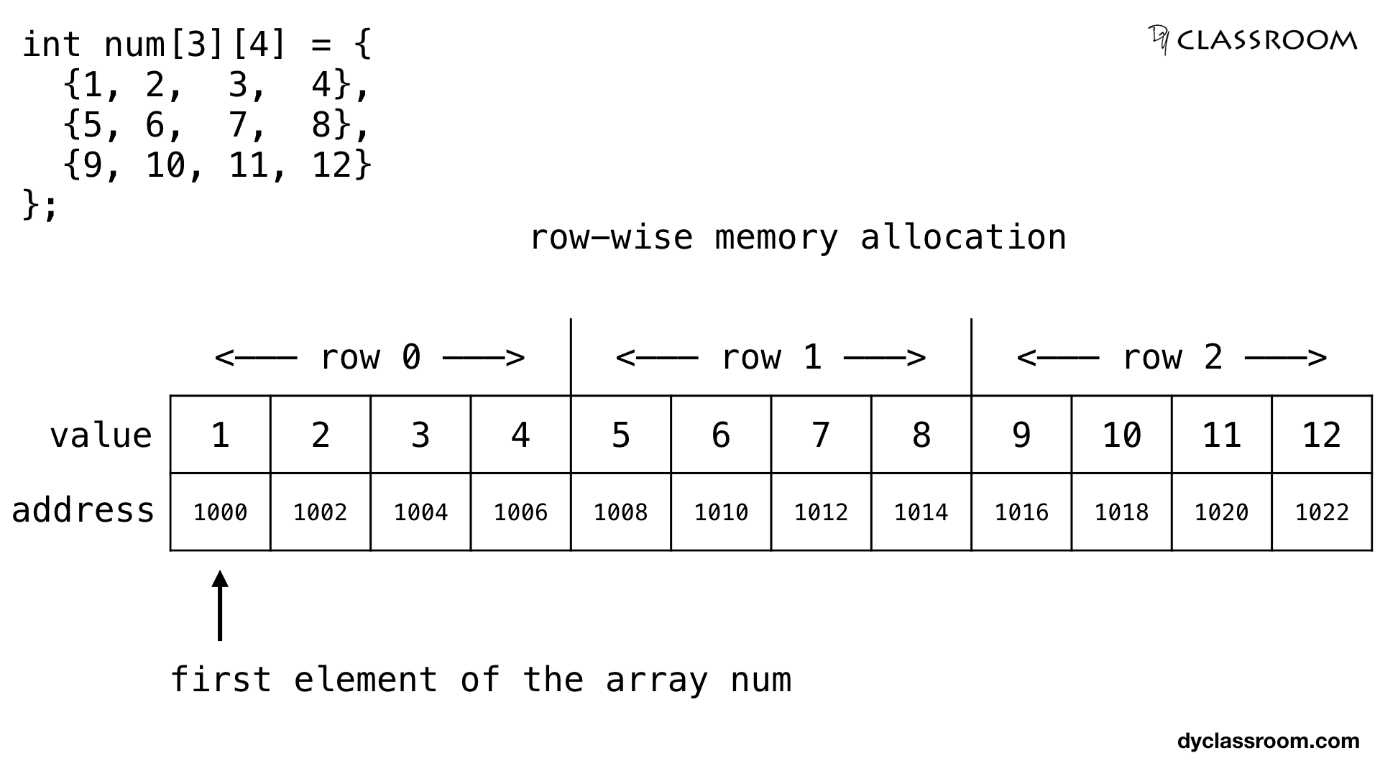 int num[3][4] = {
  {1, 2,  3,  4},
  {5, 6,  7,  8},
  {9, 10, 11, 12}
};
DY CLASSROOM
row-wise memory allocation
<——— row 0 ———> <——— row 1 ———> <——— row 2 ———>
value 1 2 3 4 5 6 7 8 9 10 11 12
address 1000 1002 1004 1006 1008 1010 1012 1014 1016 1018 1020 1022
first element of the array num
dyclassroom.com